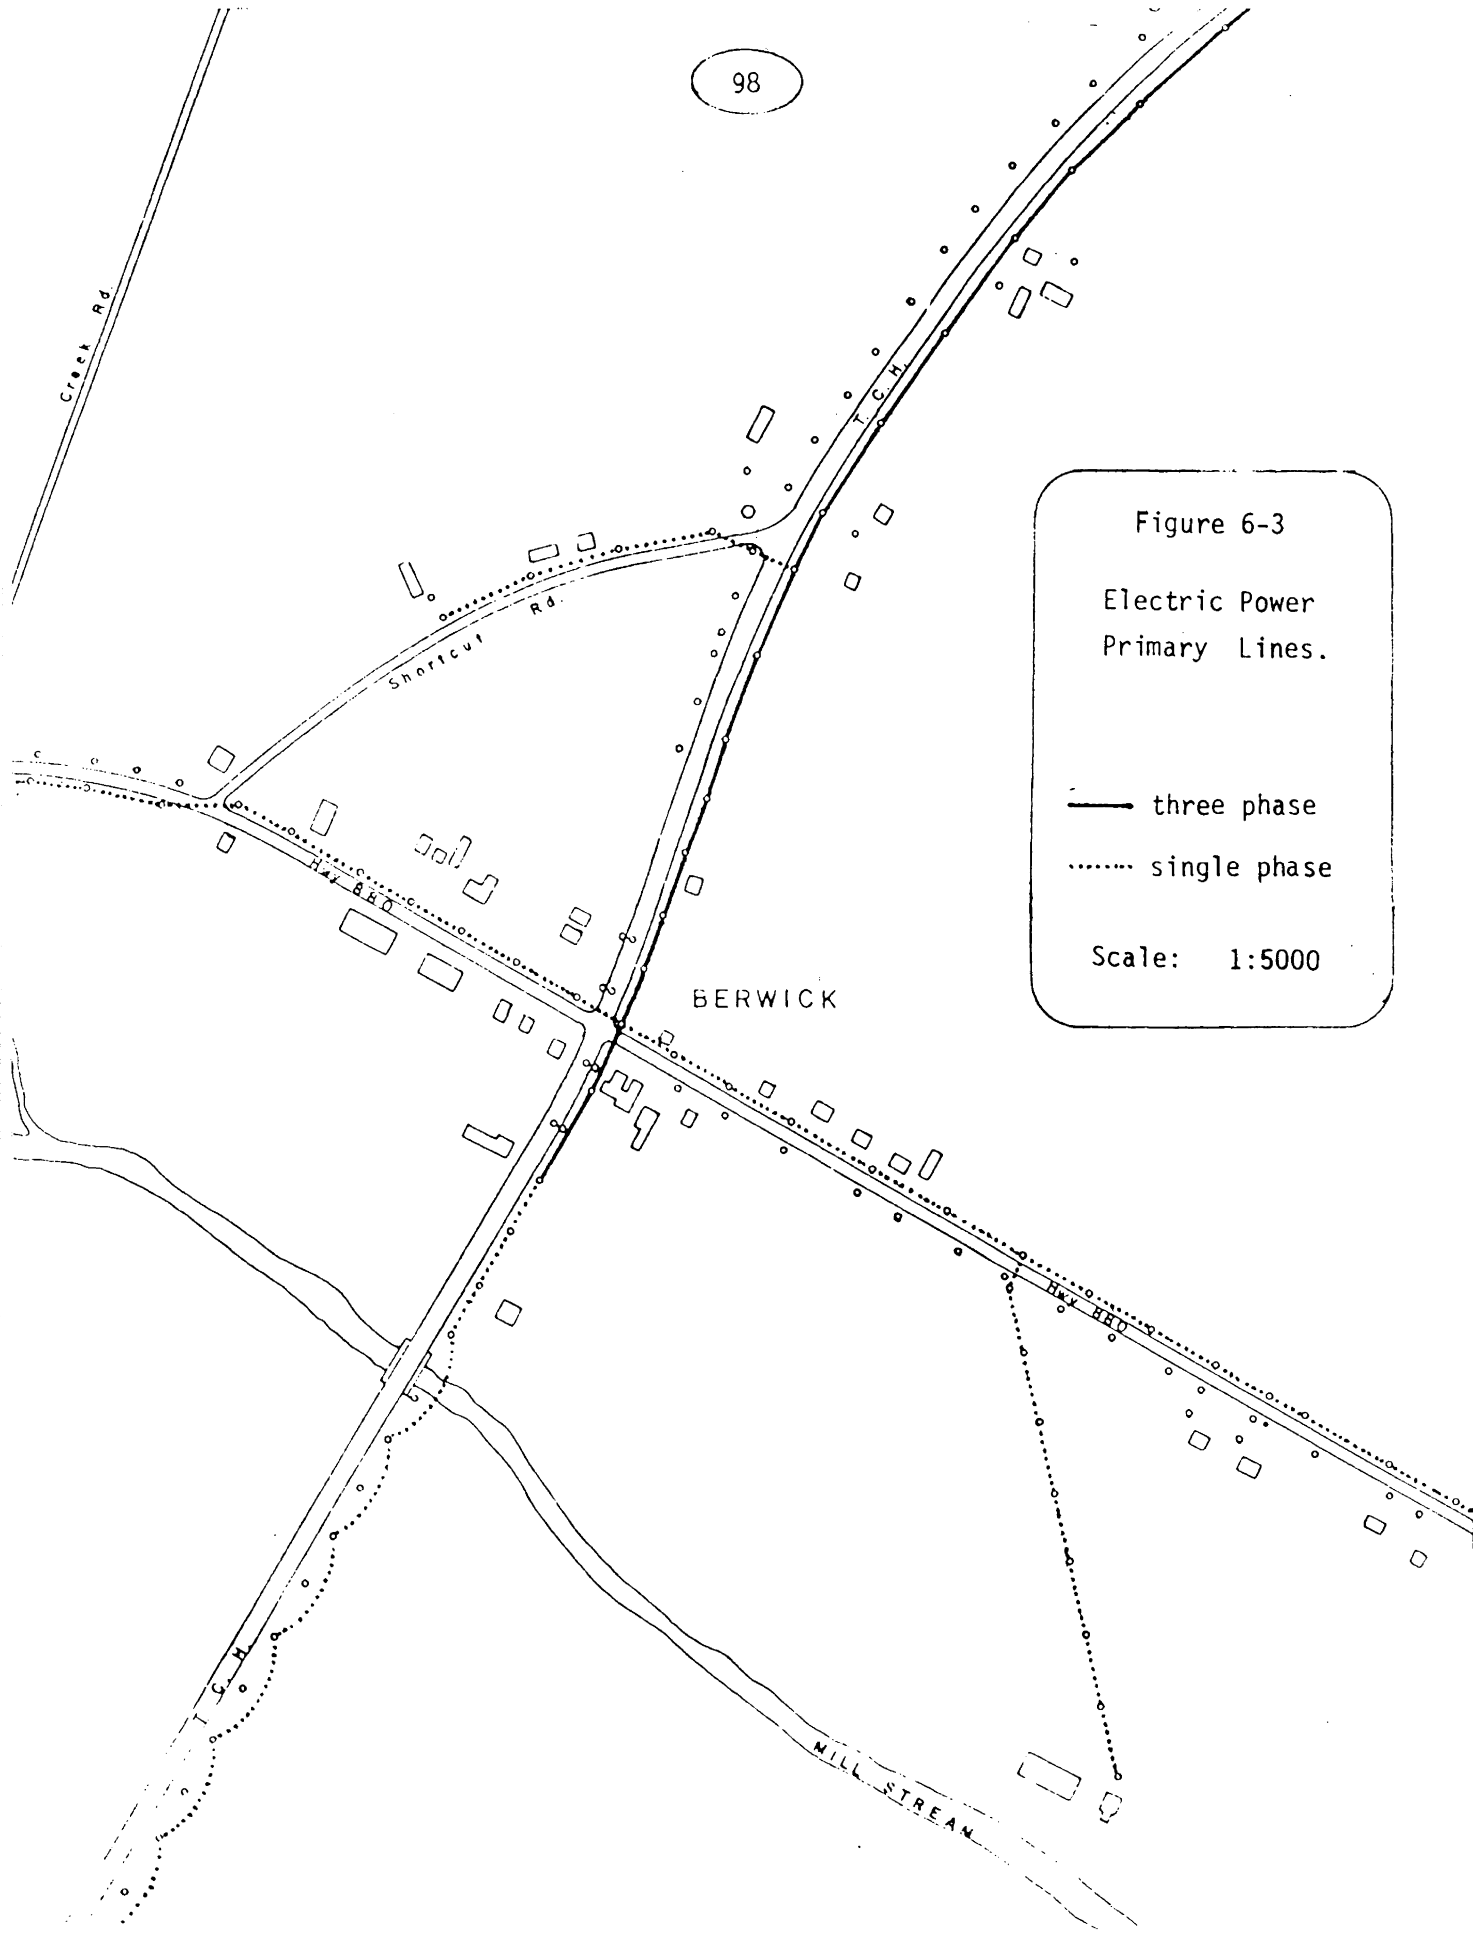 98
Creek Rd.
T. C. H.
Figure 6-3
Electric Power
Primary Lines.
Shortcut Rd.
three phase
single phase
Hwy 880
Scale: 1:5000
BERWICK
Hwy 880
T. C. H.
MILL STREAM